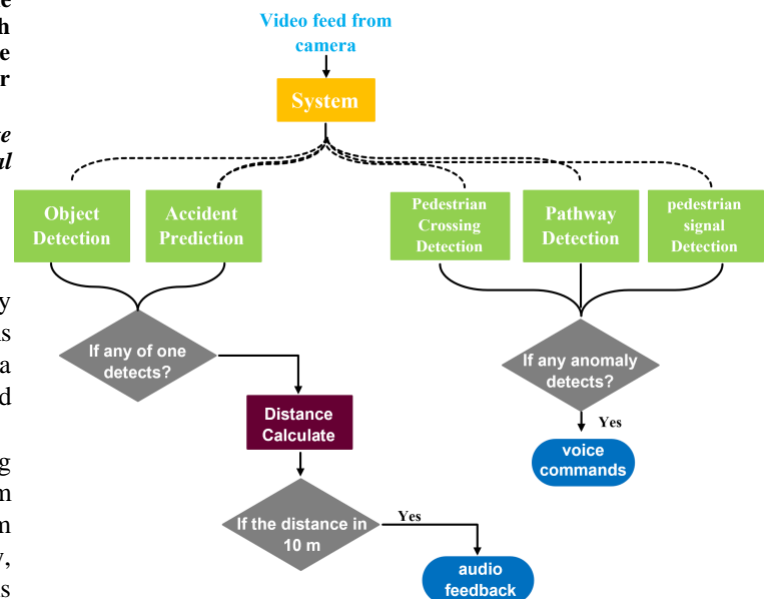 Video feed from
camera
System
Object
Detection
Accident
Prediction
Pedestrian
Crossing
Detection
Pathway
Detection
pedestrian
signal
Detection
If any of one
detects?
If any anomaly
detects?
Distance
Calculate
Yes
voice
commands
If the distance in
10 m
Yes
audio
feedback